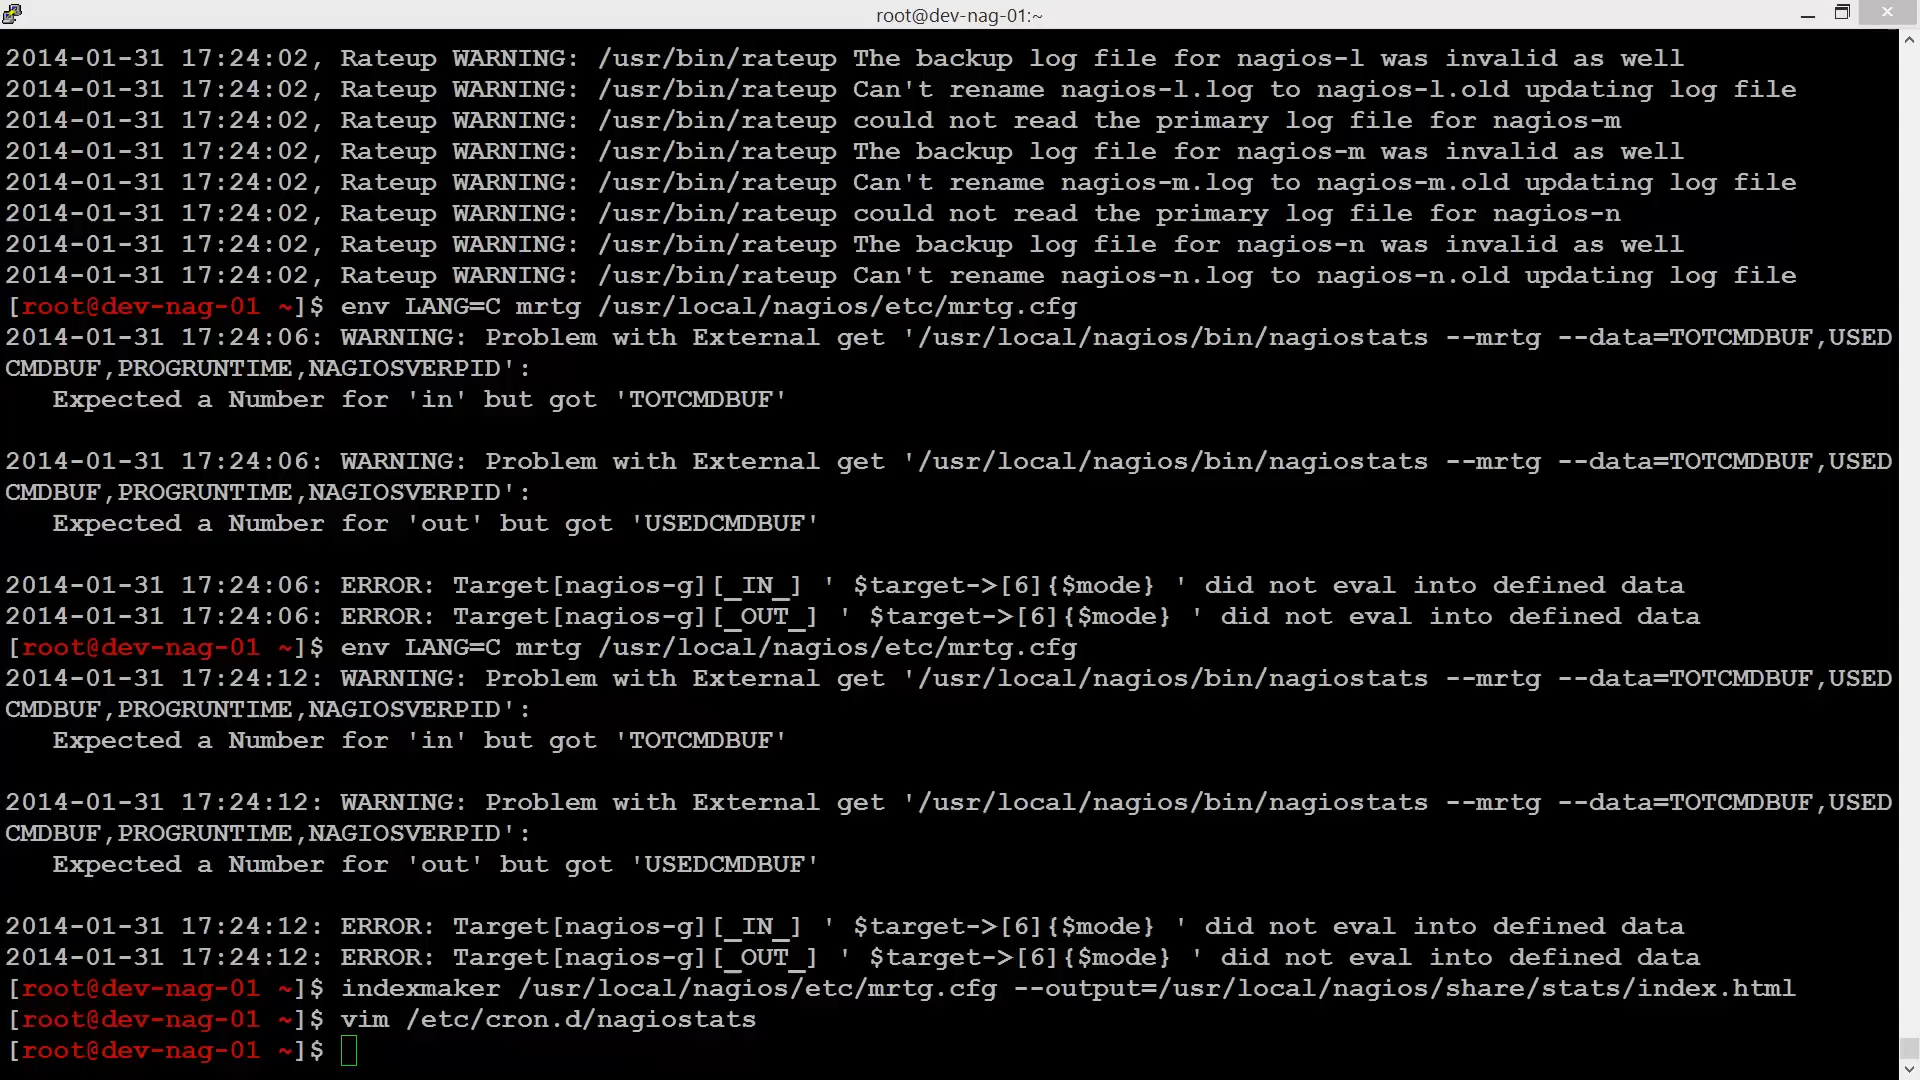 root@dev-nag-01:~
2014-01-31 17:24:02, Rateup WARNING: /usr/bin/rateup The backup log file for nagios-l was invalid as well
2014-01-31 17:24:02, Rateup WARNING: /usr/bin/rateup Can't rename nagios-l.log to nagios-l.old updating log file
2014-01-31 17:24:02, Rateup WARNING: /usr/bin/rateup could not read the primary log file for nagios-m
2014-01-31 17:24:02, Rateup WARNING: /usr/bin/rateup The backup log file for nagios-m was invalid as well
2014-01-31 17:24:02, Rateup WARNING: /usr/bin/rateup Can't rename nagios-m.log to nagios-m.old updating log file
2014-01-31 17:24:02, Rateup WARNING: /usr/bin/rateup could not read the primary log file for nagios-n
2014-01-31 17:24:02, Rateup WARNING: /usr/bin/rateup The backup log file for nagios-n was invalid as well
2014-01-31 17:24:02, Rateup WARNING: /usr/bin/rateup Can't rename nagios-n.log to nagios-n.old updating log file
[root@dev-nag-01 ~]$ env LANG=C mrtg /usr/local/nagios/etc/mrtg.cfg
2014-01-31 17:24:06: WARNING: Problem with External get '/usr/local/nagios/bin/nagiostats --mrtg --data=TOTCMDBUF,USED
CMDBUF,PROGRUNTIME,NAGIOSVERPID':
   Expected a Number for 'in' but got 'TOTCMDBUF'

2014-01-31 17:24:06: WARNING: Problem with External get '/usr/local/nagios/bin/nagiostats --mrtg --data=TOTCMDBUF,USED
CMDBUF,PROGRUNTIME,NAGIOSVERPID':
   Expected a Number for 'out' but got 'USEDCMDBUF'

2014-01-31 17:24:06: ERROR: Target[nagios-g][_IN_] ' $target->[6]{$mode} ' did not eval into defined data
2014-01-31 17:24:06: ERROR: Target[nagios-g][_OUT_] ' $target->[6]{$mode} ' did not eval into defined data
[root@dev-nag-01 ~]$ env LANG=C mrtg /usr/local/nagios/etc/mrtg.cfg
2014-01-31 17:24:12: WARNING: Problem with External get '/usr/local/nagios/bin/nagiostats --mrtg --data=TOTCMDBUF,USED
CMDBUF,PROGRUNTIME,NAGIOSVERPID':
   Expected a Number for 'in' but got 'TOTCMDBUF'

2014-01-31 17:24:12: WARNING: Problem with External get '/usr/local/nagios/bin/nagiostats --mrtg --data=TOTCMDBUF,USED
CMDBUF,PROGRUNTIME,NAGIOSVERPID':
   Expected a Number for 'out' but got 'USEDCMDBUF'

2014-01-31 17:24:12: ERROR: Target[nagios-g][_IN_] ' $target->[6]{$mode} ' did not eval into defined data
2014-01-31 17:24:12: ERROR: Target[nagios-g][_OUT_] ' $target->[6]{$mode} ' did not eval into defined data
[root@dev-nag-01 ~]$ indexmaker /usr/local/nagios/etc/mrtg.cfg --output=/usr/local/nagios/share/stats/index.html
[root@dev-nag-01 ~]$ vim /etc/cron.d/nagiostats
[root@dev-nag-01 ~]$